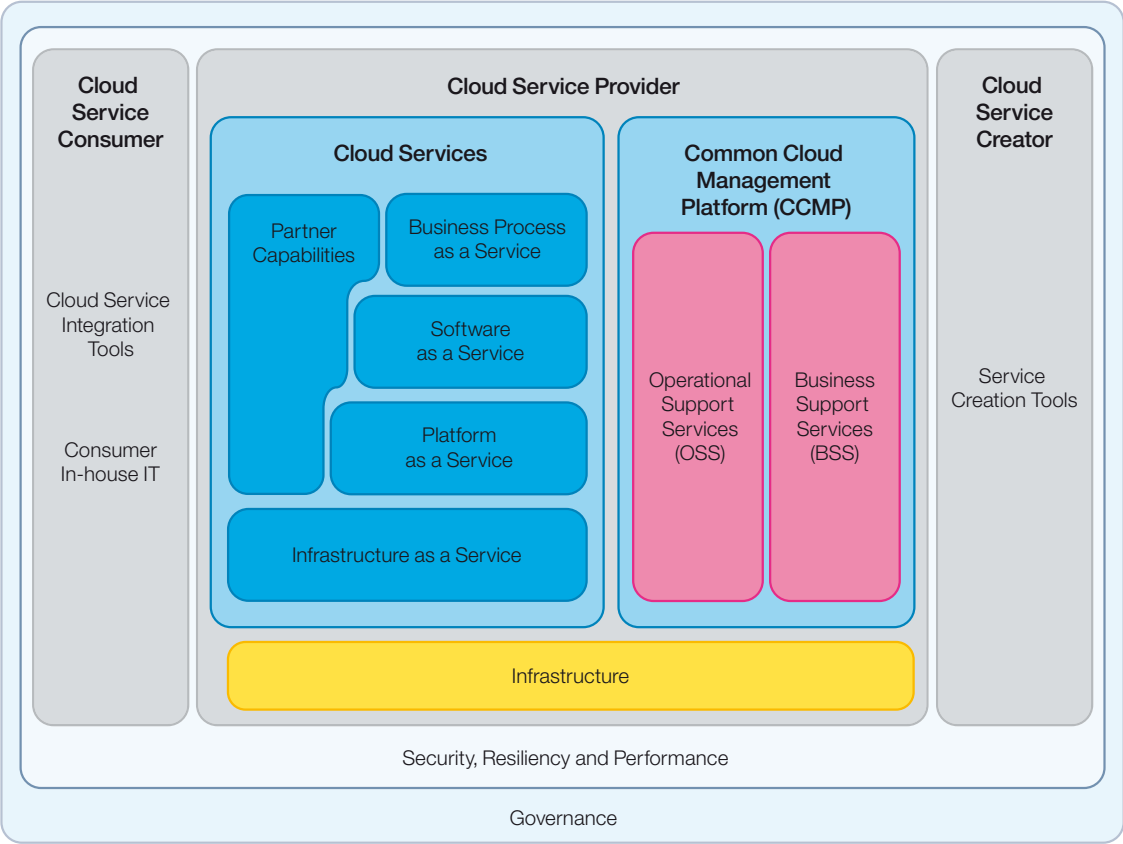 Cloud
Service
Consumer
Cloud Service
Integration
Tools
Consumer
In-house IT
Cloud Service Provider
Cloud Services
Partner
Capabilities
Business Process
as a Service
Software
as a Service
Platform
as a Service
Infrastructure as a Service
Common Cloud
Management
Platform (CCMP)
Operational
Support
Services
(OSS)
Business
Support
Services
(BSS)
Infrastructure
Cloud
Service
Creator
Service
Creation Tools
Security, Resiliency and Performance
Governance